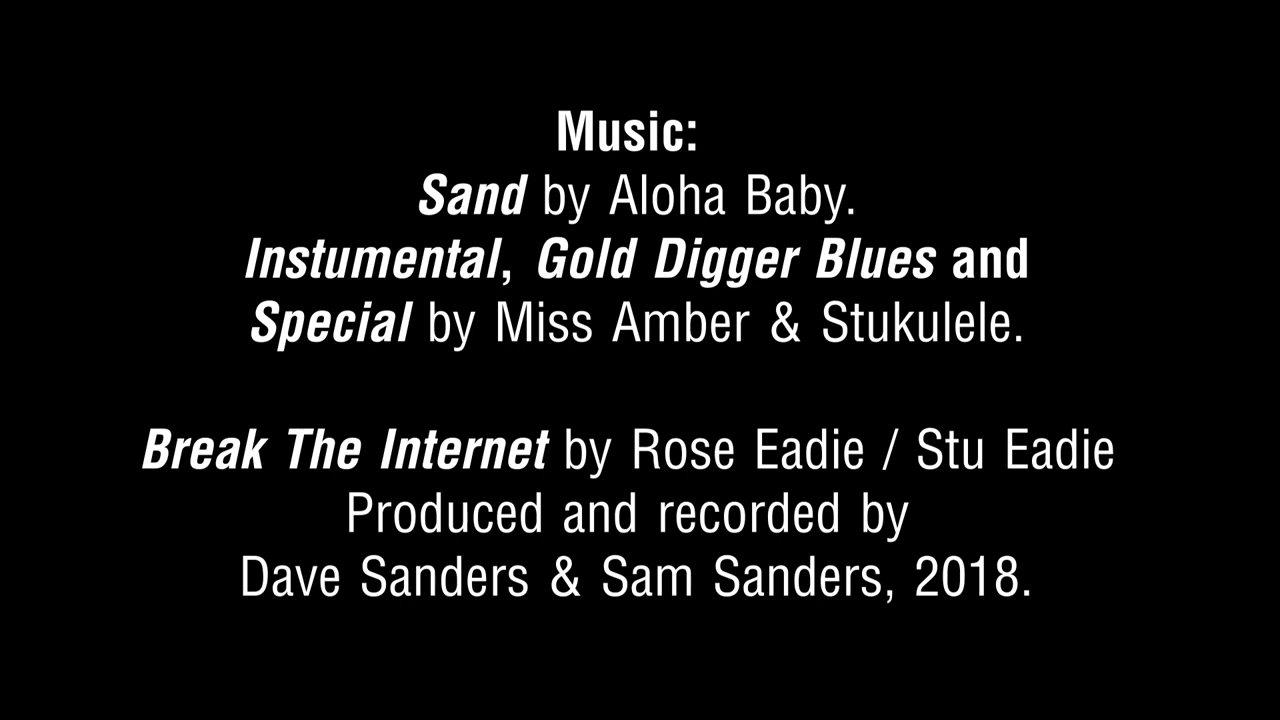 Music:
Sand by Aloha Baby.
Instumental, Gold Digger Blues and
Special by Miss Amber & Stukulele.
Break The Internet by Rose Eadie / Stu Eadie
Produced and recorded by
Dave Sanders & Sam Sanders, 2018.